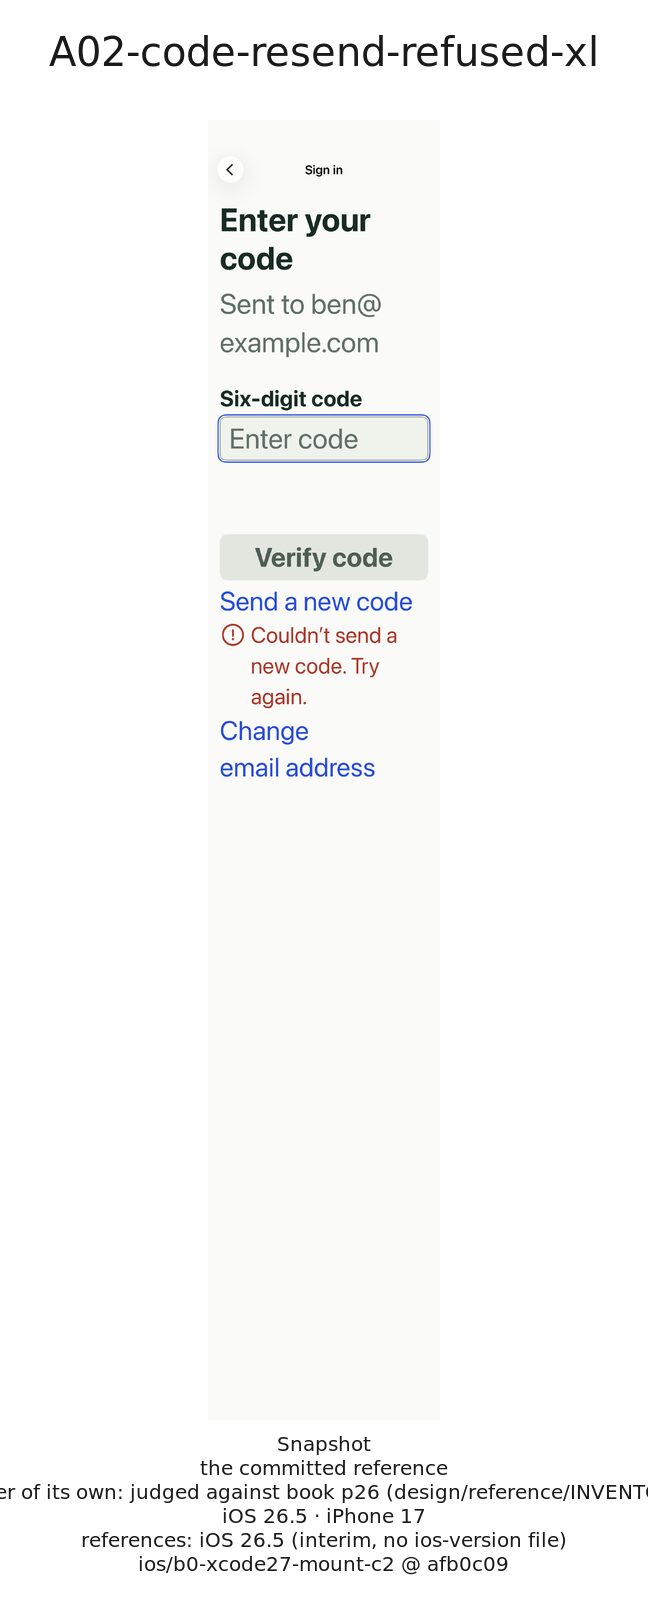 A02-code-resend-refused-xl
Sign in
Enter your
code
Sent to ben@
example.com
Six-digit code
Enter code
Verify code
Send a new code
Couldn’t send a
new code. Try
again.
Change
email address
Snapshot
the committed reference
of its own: judged against book p26 (design/reference/
iOS 26.5 · iPhone 17
references: iOS 26.5 (interim, no ios-version file)
ios/b0-xcode27-mount-c2 @ afb0c09